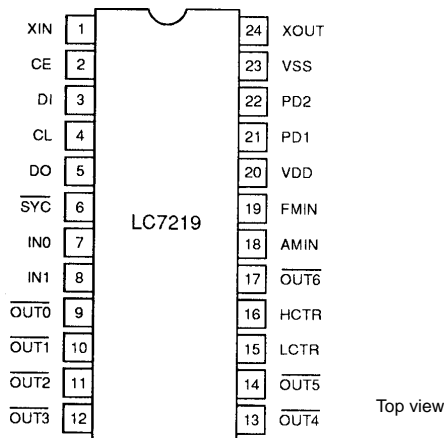 XIN 1 24 XOUT
CE 2 23 VSS
DI 3 22 PD2
CL 4 21 PD1
DO 5 20 VDD
SYC 6 19 FMIN
LC7219
IN0 7 18 AMIN
IN1 8 17 OUT6
OUT0 9 16 HCTR
OUT1 10 15 LCTR
OUT2 11 14 OUT5
OUT3 12 13 OUT4
Top view